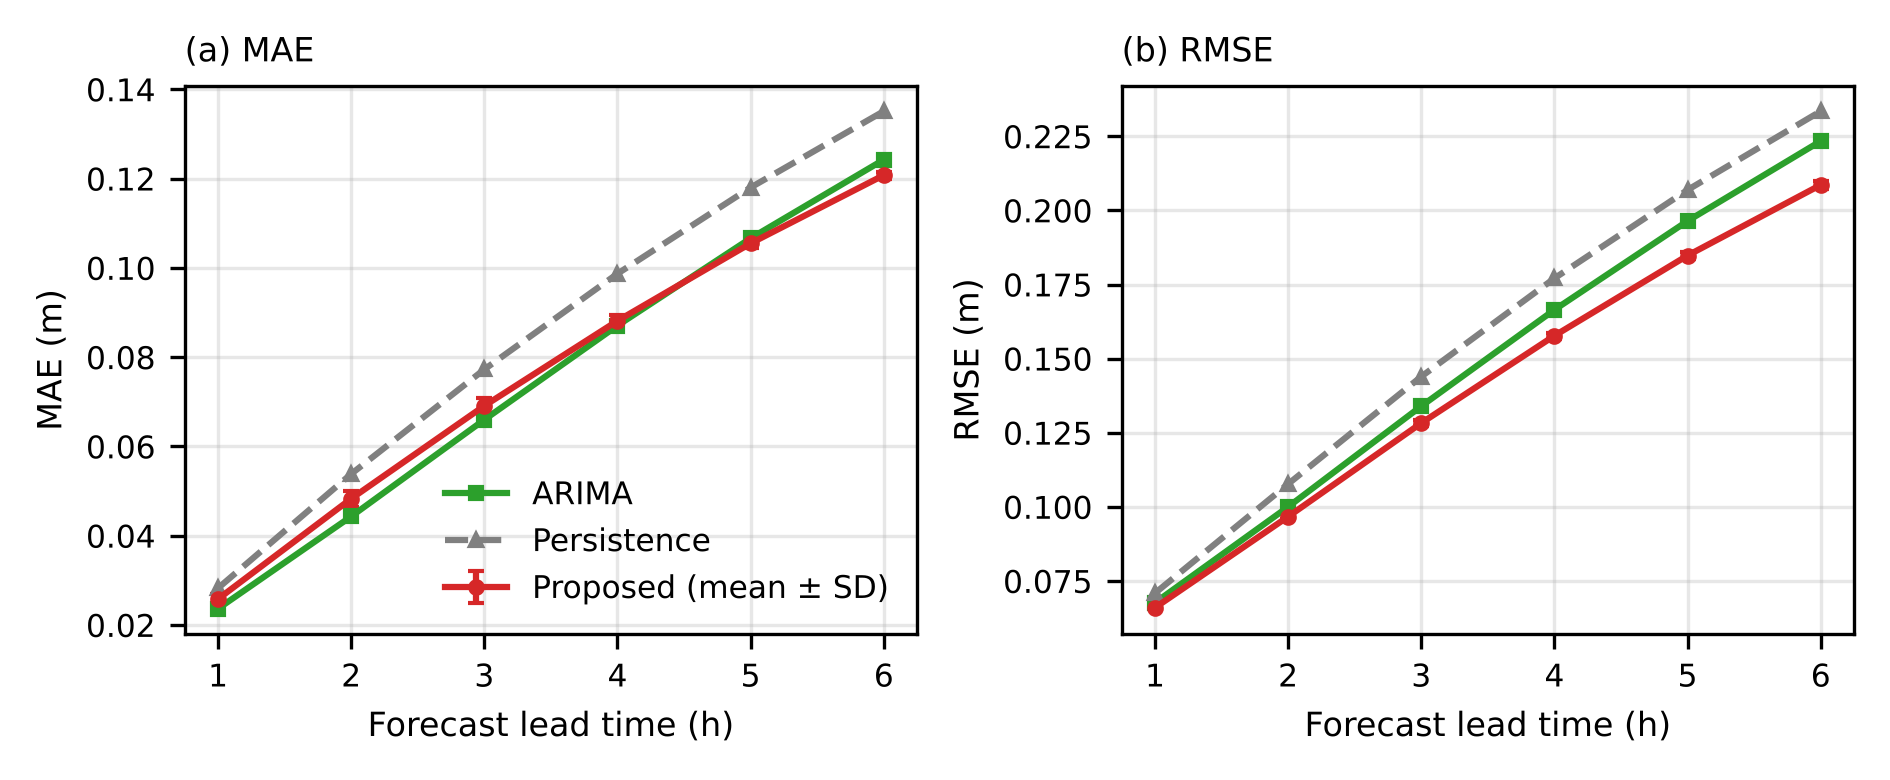 (a) MAE
0.14
0.12
0.10
0.08
0.06
0.04
0.02
MAE (m)
1 2 3 4 5 6
Forecast lead time (h)
ARIMA
Persistence
Proposed (mean ± SD)
(b) RMSE
0.225
0.200
0.175
0.150
0.125
0.100
0.075
RMSE (m)
1 2 3 4 5 6
Forecast lead time (h)